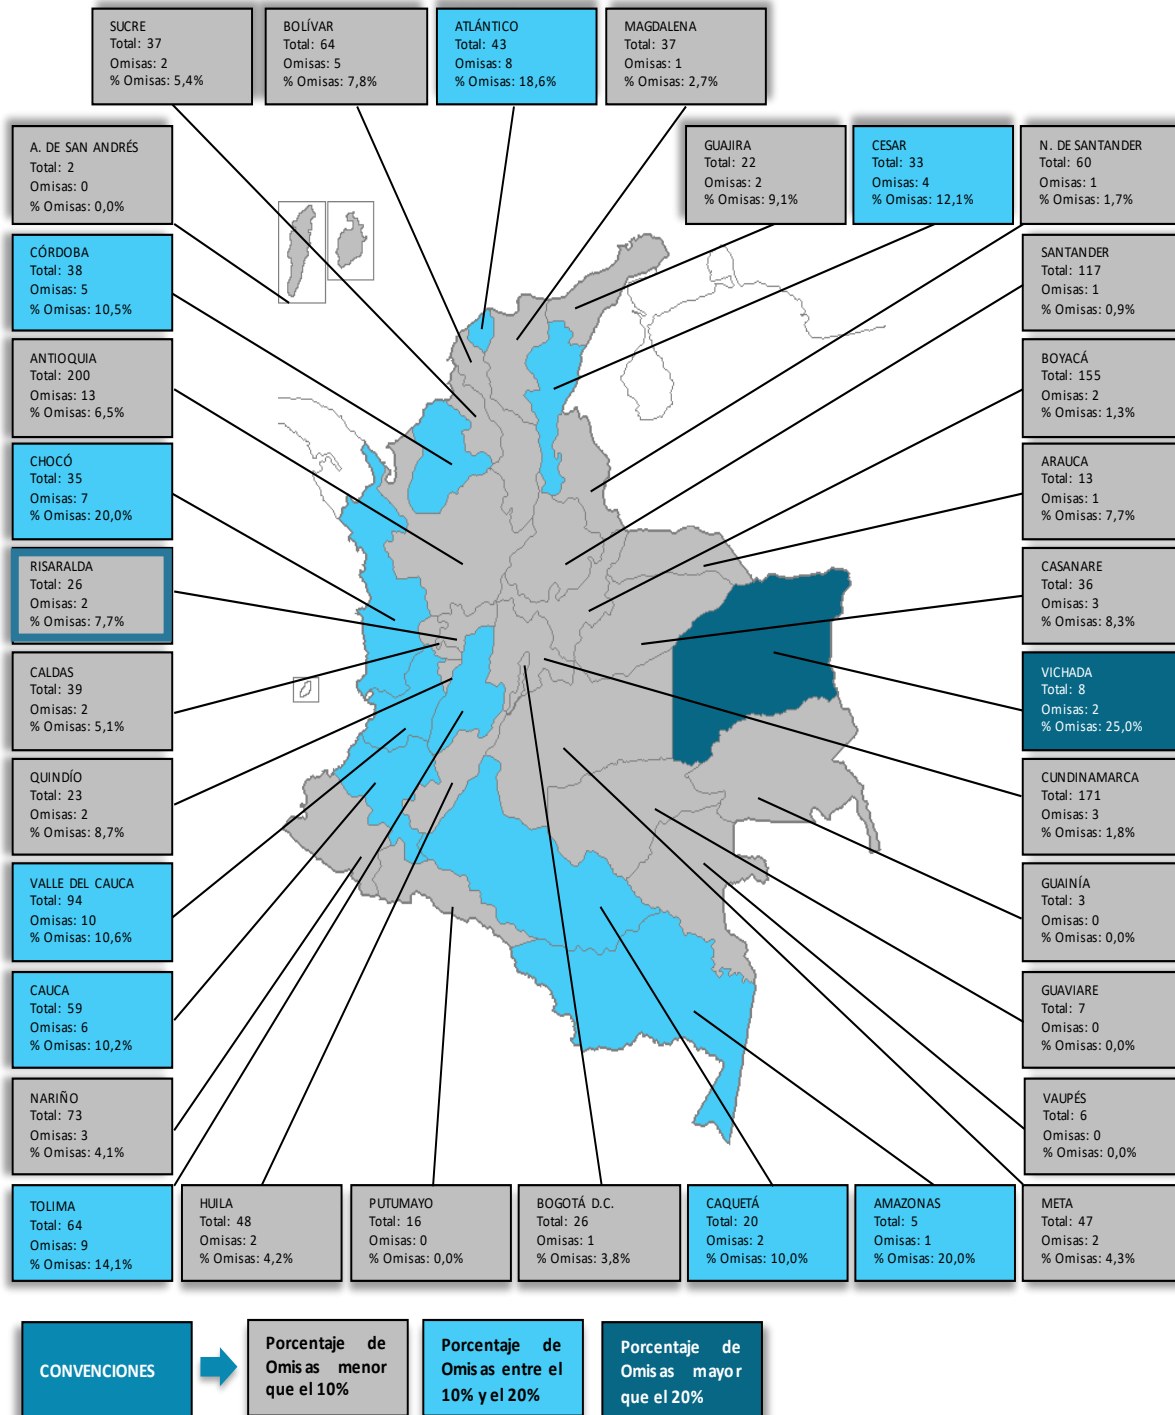 SUCRE
Total: 37
Omisas: 2
% Omisas: 5,4%
BOLÍVAR
Total: 64
Omisas: 5
% Omisas: 7,8%
ATLÁNTICO
Total: 43
Omisas: 8
% Omisas: 18,6%
MAGDALENA
Total: 37
Omisas: 1
% Omisas: 2,7%
A. DE SAN ANDRÉS
Total: 2
Omisas: 0
% Omisas: 0,0%
GUAJIRA
Total: 22
Omisas: 2
% Omisas: 9,1%
CESAR
Total: 33
Omisas: 4
% Omisas: 12,1%
N. DE SANTANDER
Total: 60
Omisas: 1
% Omisas: 1,7%
CÓRDOBA
Total: 38
Omisas: 5
% Omisas: 10,5%
SANTANDER
Total: 117
Omisas: 1
% Omisas: 0,9%
ANTIOQUIA
Total: 200
Omisas: 13
% Omisas: 6,5%
BOYACÁ
Total: 155
Omisas: 2
% Omisas: 1,3%
CHOCÓ
Total: 35
Omisas: 7
% Omisas: 20,0%
ARAUCA
Total: 13
Omisas: 1
% Omisas: 7,7%
RISARALDA
Total: 26
Omisas: 2
% Omisas: 7,7%
CASANARE
Total: 36
Omisas: 3
% Omisas: 8,3%
CALDAS
Total: 39
Omisas: 2
% Omisas: 5,1%
VICHADA
Total: 8
Omisas: 2
% Omisas: 25,0%
QUINDÍO
Total: 23
Omisas: 2
% Omisas: 8,7%
CUNDINAMARCA
Total: 171
Omisas: 3
% Omisas: 1,8%
VALLE DEL CAUCA
Total: 94
Omisas: 10
% Omisas: 10,6%
GUAINÍA
Total: 3
Omisas: 0
% Omisas: 0,0%
CAUCA
Total: 59
Omisas: 6
% Omisas: 10,2%
GUAVIARE
Total: 7
Omisas: 0
% Omisas: 0,0%
NARIÑO
Total: 73
Omisas: 3
% Omisas: 4,1%
VAUPÉS
Total: 6
Omisas: 0
% Omisas: 0,0%
TOLIMA
Total: 64
Omisas: 9
% Omisas: 14,1%
HUILA
Total: 48
Omisas: 2
% Omisas: 4,2%
PUTUMAYO
Total: 16
Omisas: 0
% Omisas: 0,0%
BOGOTÁ D.C.
Total: 26
Omisas: 1
% Omisas: 3,8%
CAQUETÁ
Total: 20
Omisas: 2
% Omisas: 10,0%
AMAZONAS
Total: 5
Omisas: 1
% Omisas: 20,0%
META
Total: 47
Omisas: 2
% Omisas: 4,3%
CONVENCIONES
Porcentaje de
Omisas menor
que el 10%
Porcentaje de
Omisas entre el
10% y el 20%
Porcentaje de
Omisas mayor
que el 20%